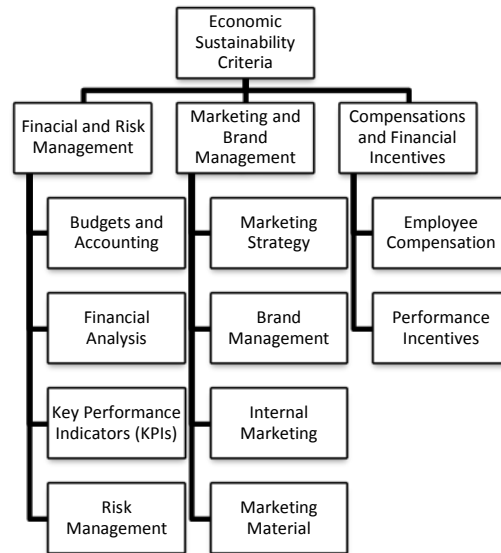 Economic
Sustainability
Criteria
Finacial and Risk
Management
Marketing and
Brand
Management
Compensations
and Financial
Incentives
Budgets and
Accounting
Marketing
Strategy
Employee
Compensation
Financial
Analysis
Brand
Management
Performance
Incentives
Key Performance
Indicators (KPIs)
Internal
Marketing
Risk
Management
Marketing
Material